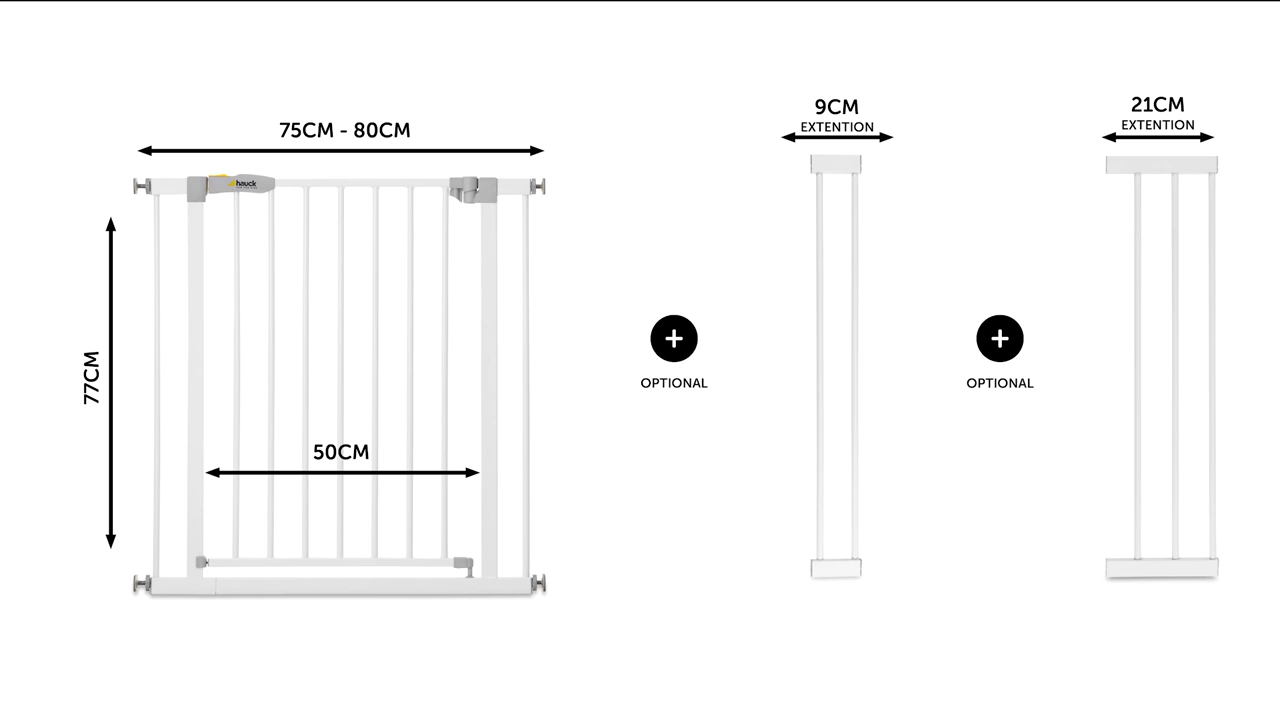 75CM - 80CM
hauck
77CM
50CM
OPTIONAL
9CM
EXTENTION
OPTIONAL
21CM
EXTENTION